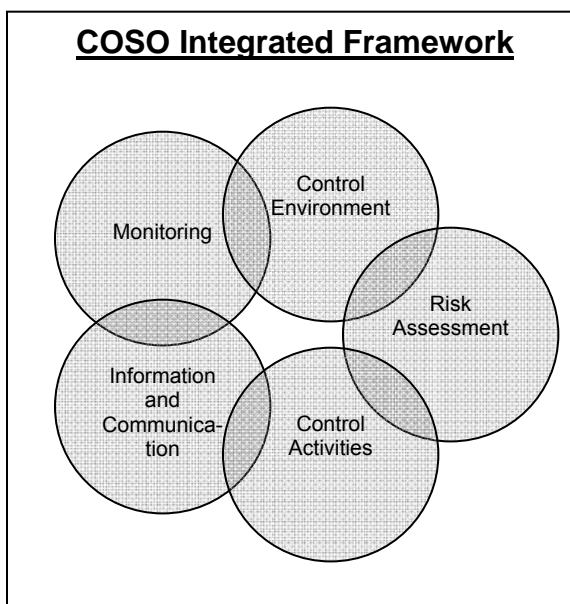 COSO Integrated Framework
Control
Environment
Monitoring
Risk
Assessment
Information
and
Communica-
tion
Control
Activities